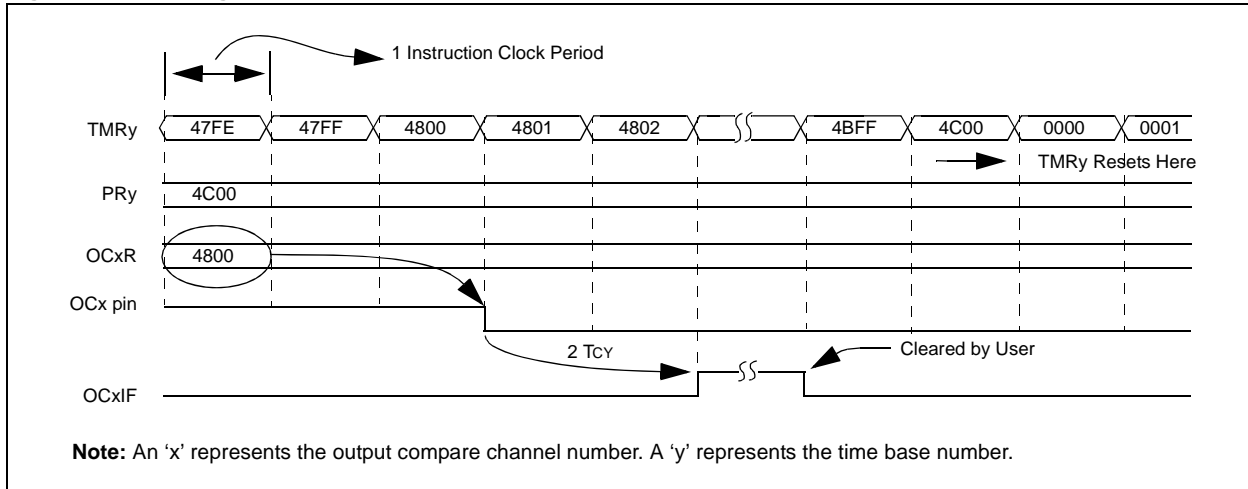 1 Instruction Clock Period
TMRy 47FE 47FF 4800 4801 4802 4BFF 4C00 0000 0001
TMRy Resets Here
PRy 4C00
OCxR 4800
OCx pin
2 TCY
Cleared by User
OCxIF
Note: An ‘x’ represents the output compare channel number. A ‘y’ represents the time base number.